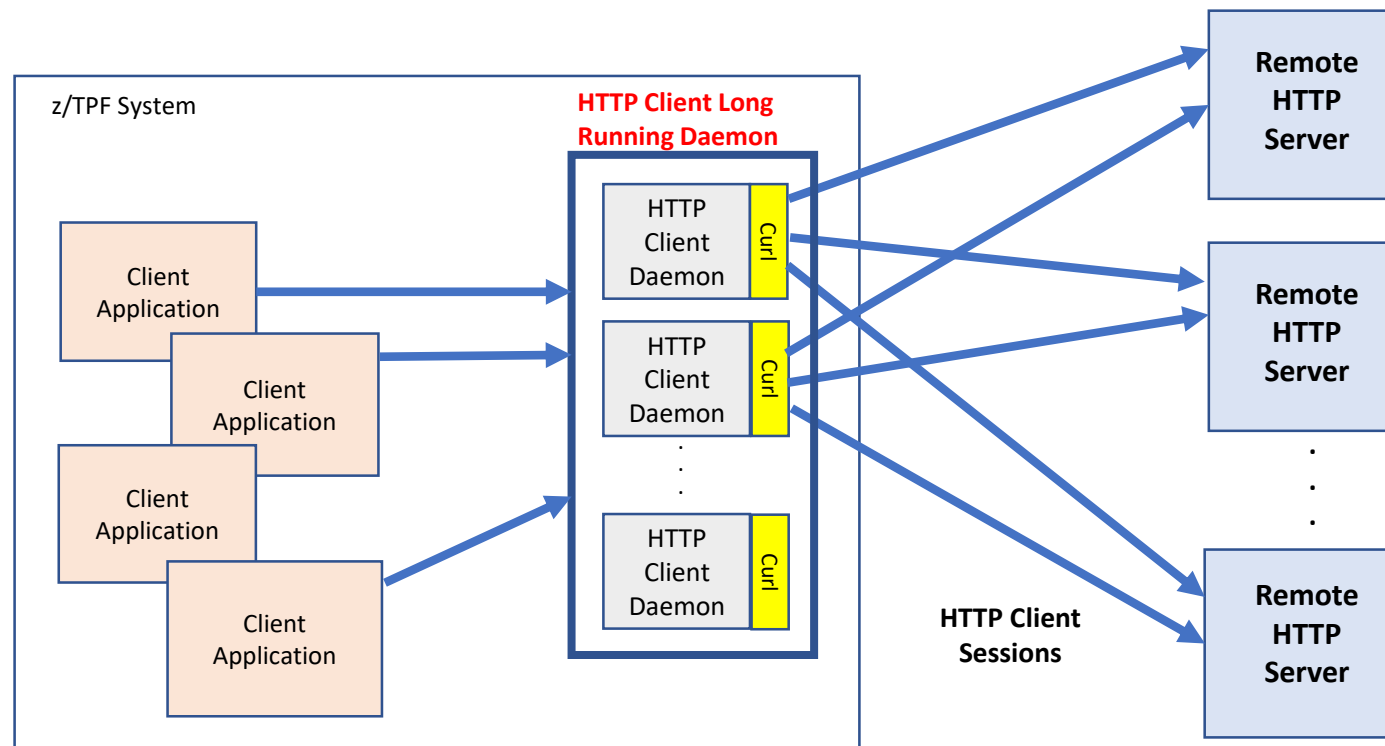 z/TPF System
HTTP Client Long
Running Daemon
Client
Application
Client
Application
Client
Application
Client
Application
HTTP
Client
Daemon
Curl
HTTP
Client
Daemon
Curl
.
.
.
HTTP
Client
Daemon
Curl
HTTP Client
Sessions
Remote
HTTP
Server
Remote
HTTP
Server
.
.
.
Remote
HTTP
Server